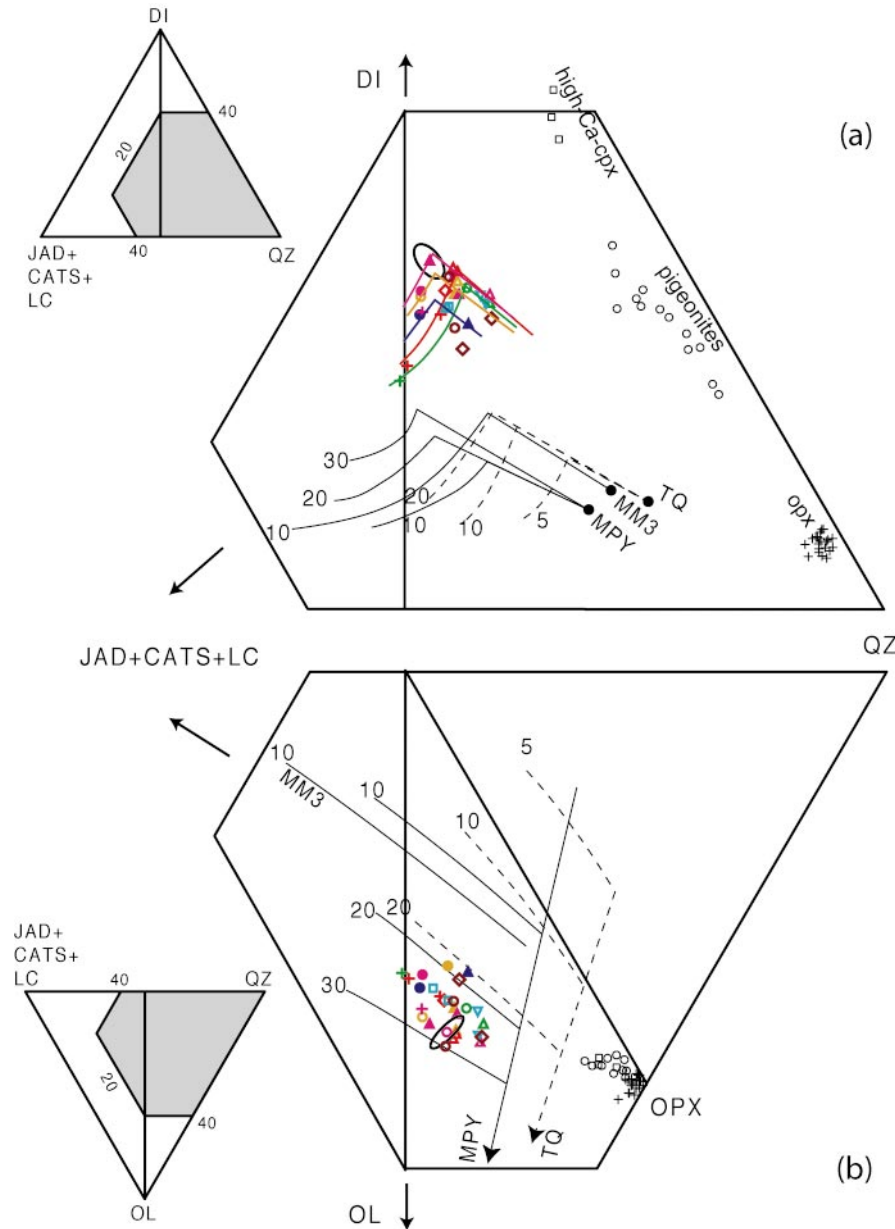 DI
40
20
JAD+
CATS+
LC
40
QZ
DI
high-Ca-cpx
(a)
pigeonites
30
20
10
20
10
10
5
TQ
MM3
MPY
opx
QZ
JAD+CATS+LC
10
MM3
10
10
5
20
20
30
MPY
TQ
OPX
(b)
OL
JAD+
CATS+
LC
40
QZ
20
40
OL